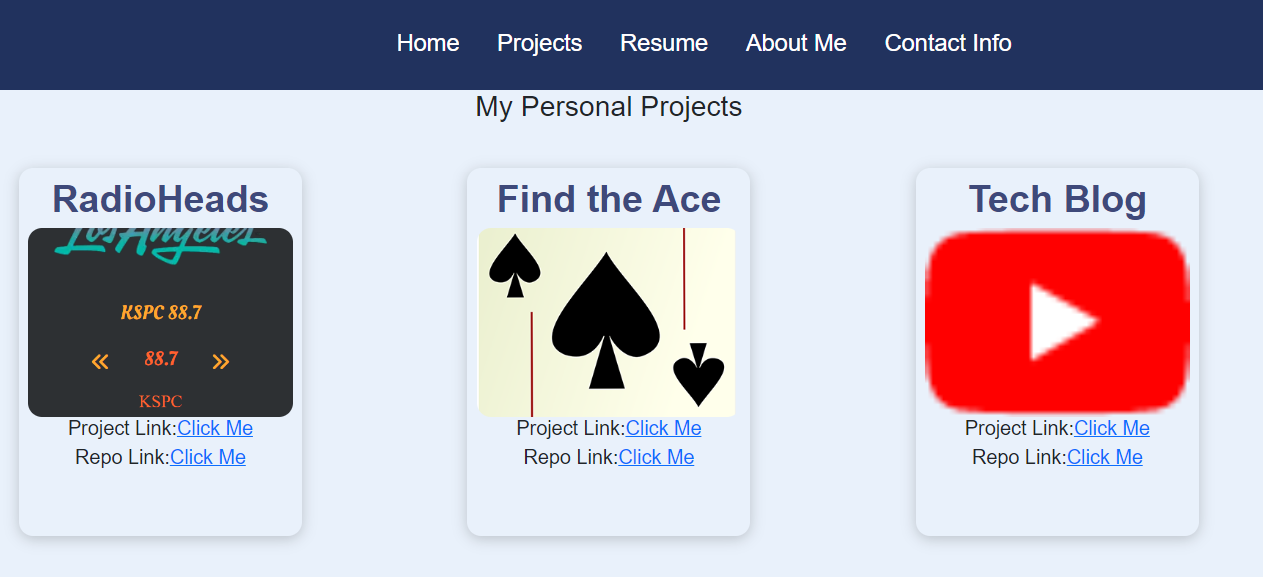 Home Projects Resume About Me Contact Info
My Personal Projects
RadioHeads
Los Angeles
KSPC 88.7
« 88.7 »
KSPC
Project Link:Click Me
Repo Link:Click Me
Find the Ace
Project Link:Click Me
Repo Link:Click Me
Tech Blog
Project Link:Click Me
Repo Link:Click Me